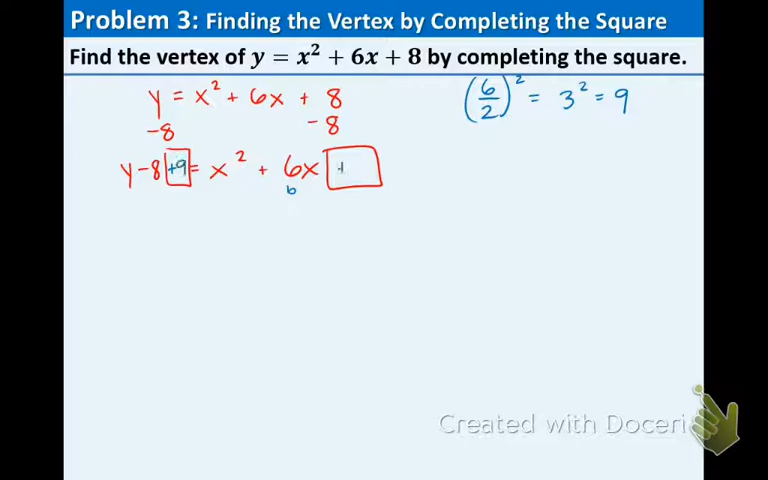 Problem 3: Finding the Vertex by Completing the Square
Find the vertex of y = x² + 6x + 8 by completing the square.
y = x² + 6x + 8
(6/2)² = 3² = 9
-8 -8
y-8 +9 = x² + 6x +
b
Created with Doceri